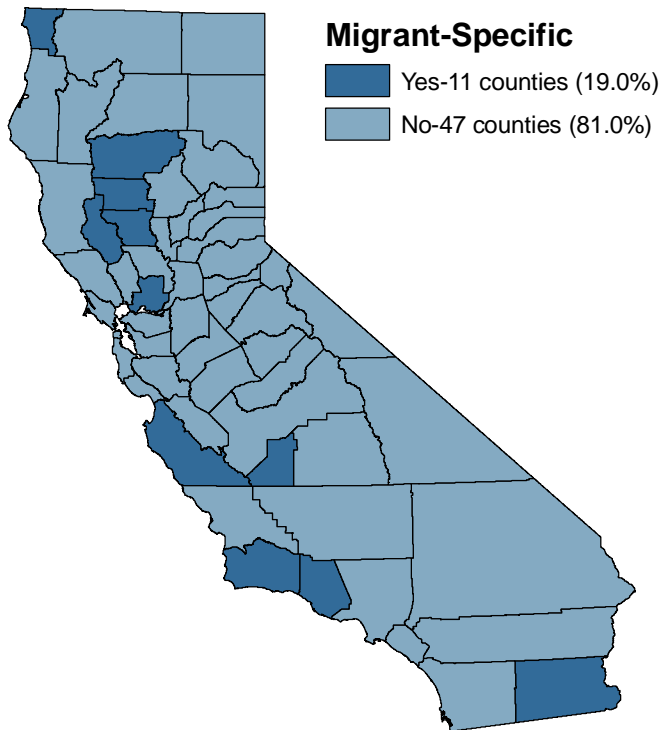 Migrant-Specific
Yes-11 counties (19.0%)
No-47 counties (81.0%)